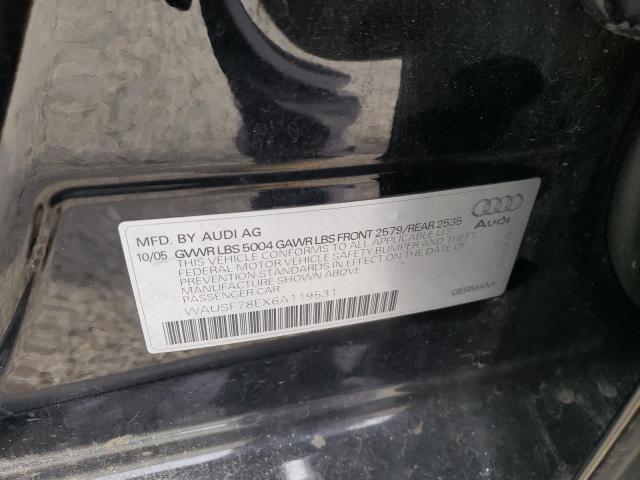 MFD. BY AUDI AG
10/05 GVWR LBS 5004 GAWR LBS FRONT 2579/REAR 2535
THIS VEHICLE CONFORMS TO ALL APPLICABLE U.S.
FEDERAL MOTOR VEHICLE SAFETY, BUMPER AND THEFT
PREVENTION STANDARDS IN EFFECT ON THE DATE OF
MANUFACTURE SHOWN ABOVE
PASSENGER CAR
WAUSF78EX6A119531
Audi
GERMANY